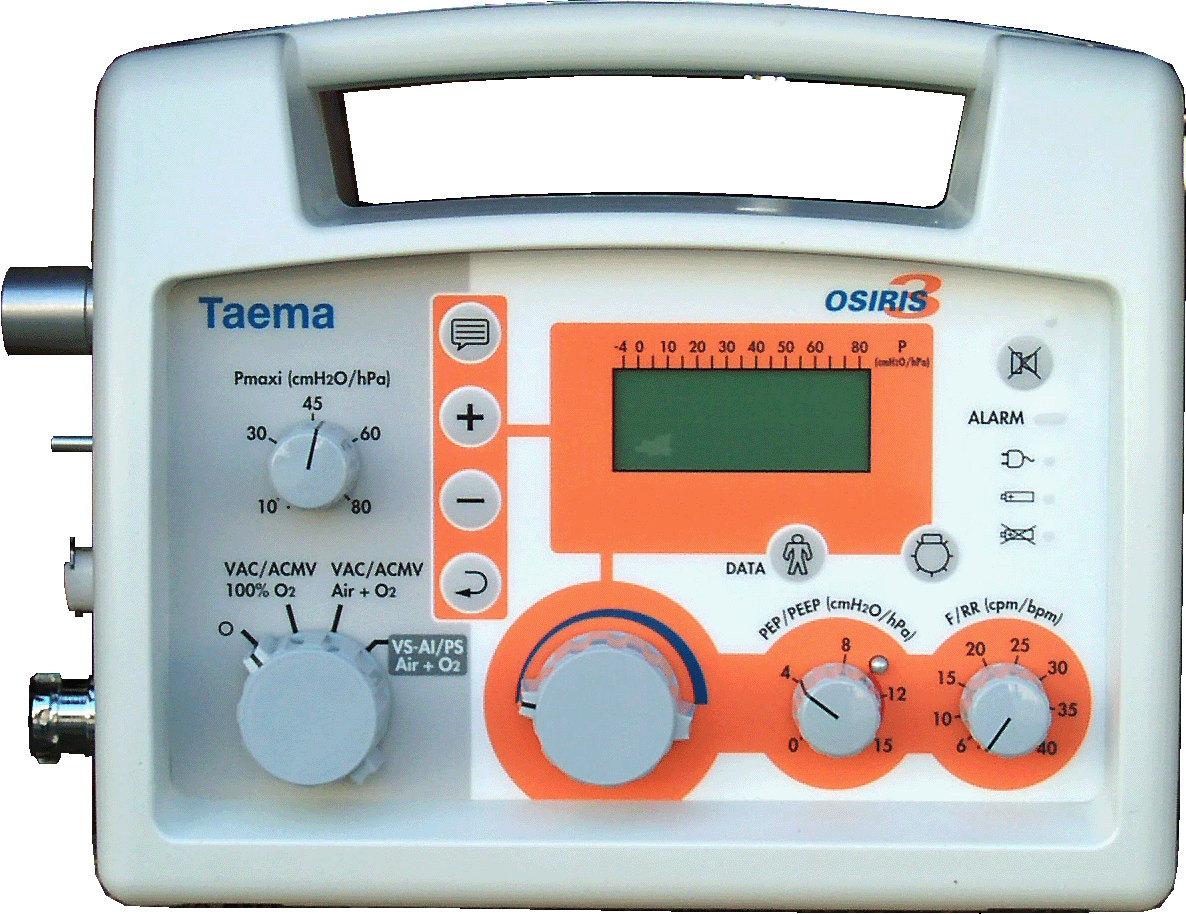 Taema
OSIRIS 3
Pmaxi (cmH2O/hPa)
45
30
60
10
80
-4 0 10 20 30 40 50 60 80 P
(cmH2O/hPa)
+
−
ALARM
DATA
VAC/ACMV
100% O2
VAC/ACMV
Air + O2
O
VS-AI/PS
Air + O2
PEP/PEEP (cmH2O/hPa)
8
4
12
0
15
F/RR (cpm/bpm)
25
20
30
15
35
10
6
40